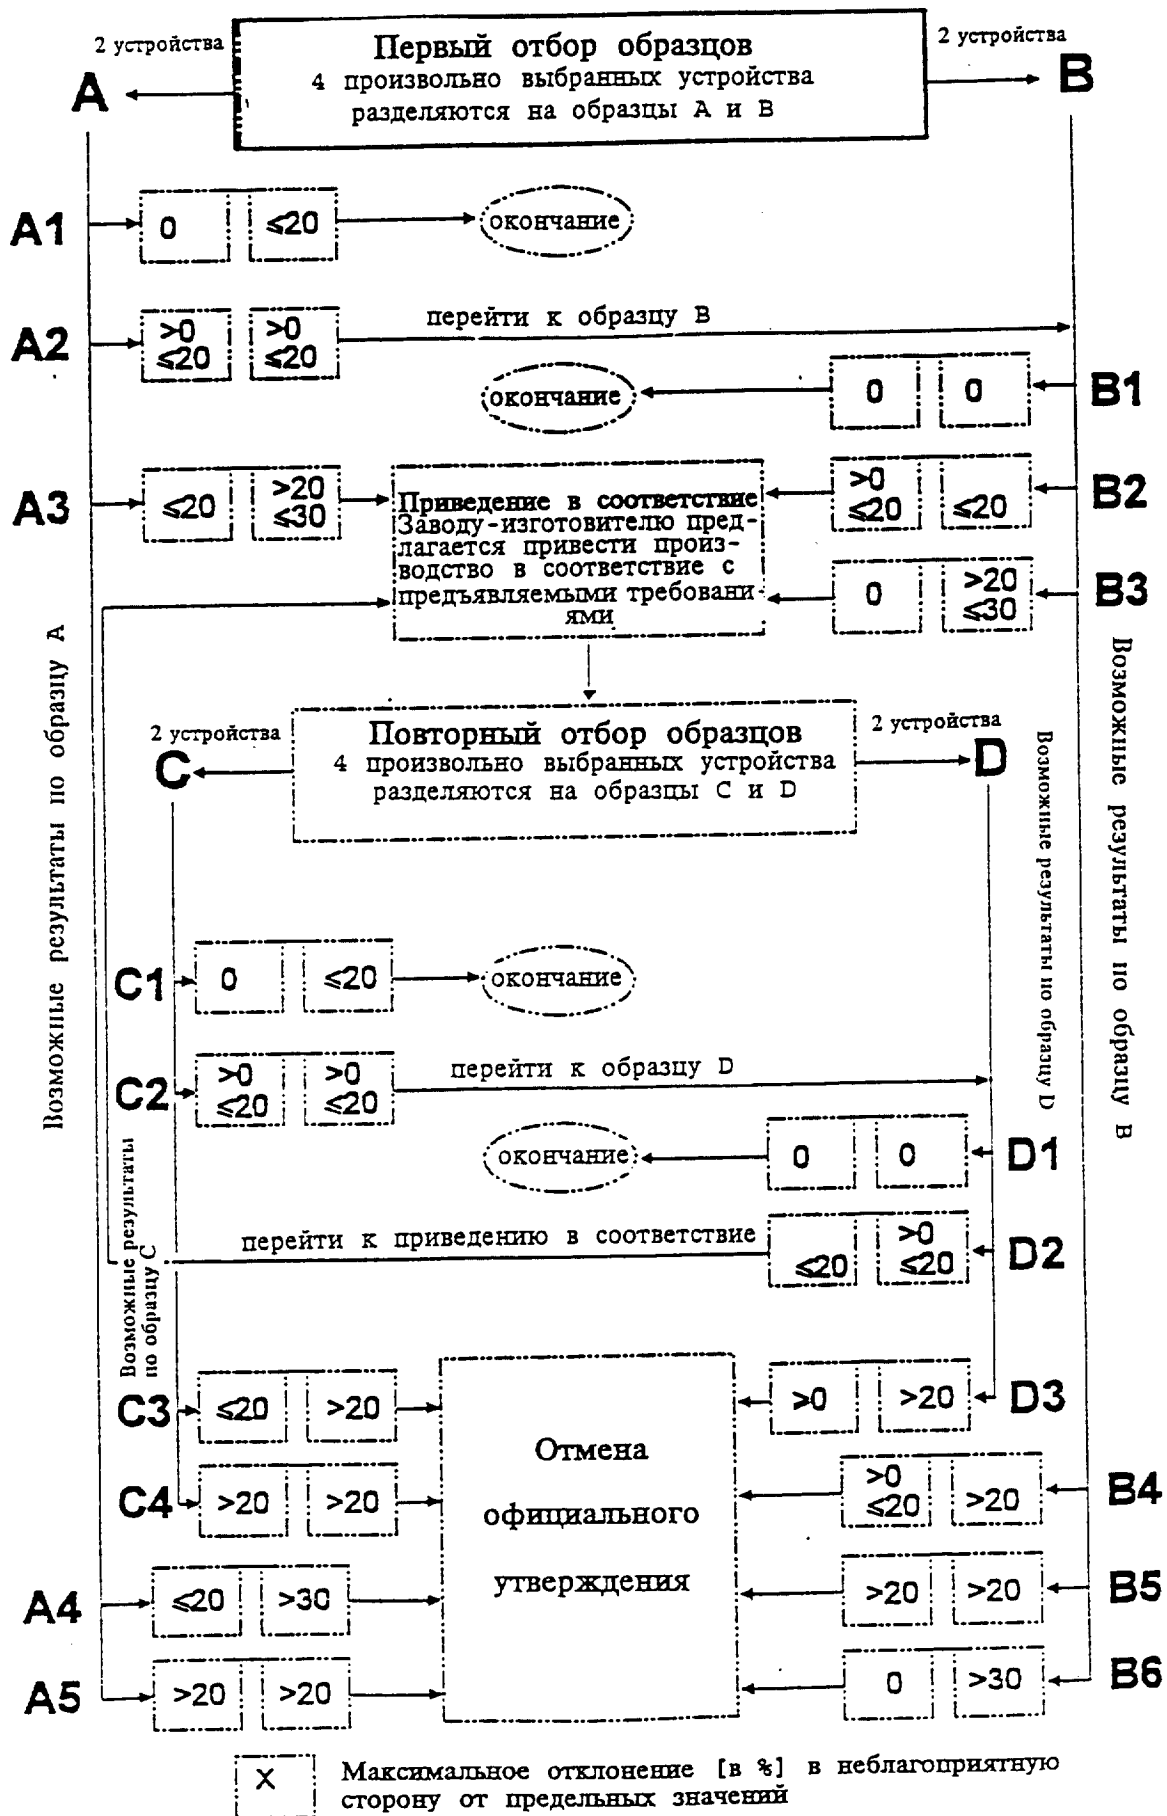 2 устройства
Первый отбор образцов
2 устройства
A
4 произвольно выбранных устройства
B
разделяются на образцы A и B
A1
0
≤20
окончание
A2
>0
≤20
>0
≤20
перейти к образцу B
окончание
0
0
B1
A3
≤20
>20
≤30
Приведение в соответствие
Заводу-изготовителю пред-
лагается привести произ-
водство в соответствие с
предъявляемыми требовани-
ями
>0
≤20
≤20
B2
0
>20
≤30
B3
Возможные результаты по образцу A
Возможные результаты по образцу B
2 устройства
Повторный отбор образцов
2 устройства
C
4 произвольно выбранных устройства
D
разделяются на образцы C и D
Возможные результаты по образцу D
C1
0
≤20
окончание
C2
>0
≤20
>0
≤20
перейти к образцу D
окончание
0
0
D1
Возможные результаты
по образцу C
перейти к приведению в соответствие
≤20
>0
≤20
D2
C3
≤20
>20
Отмена
официального
утверждения
>0
>20
D3
C4
>20
>20
>0
≤20
>20
B4
A4
≤20
>30
>20
>20
B5
A5
>20
>20
0
>30
B6
X
Максимальное отклонение [в %] в неблагоприятную
сторону от предельных значений